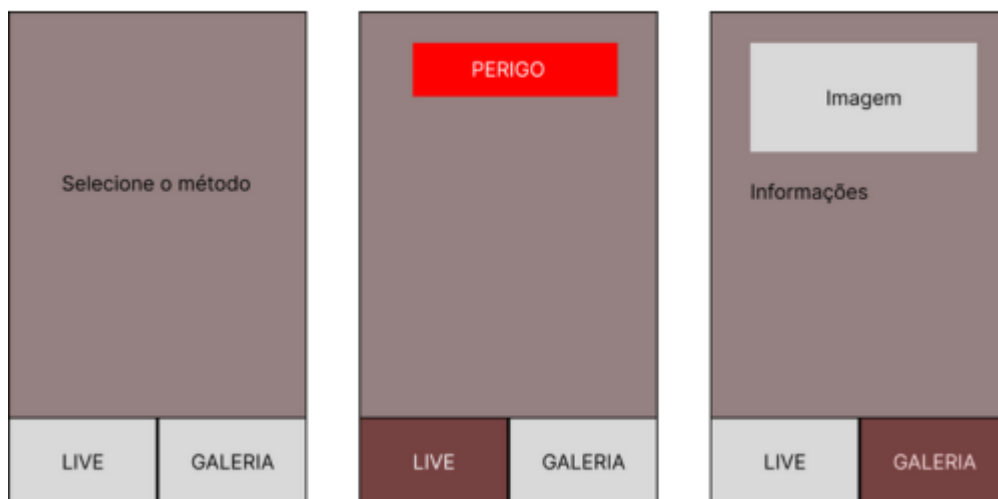 Selecione o método
LIVE
GALERIA
PERIGO
LIVE
GALERIA
Imagem
Informações
LIVE
GALERIA